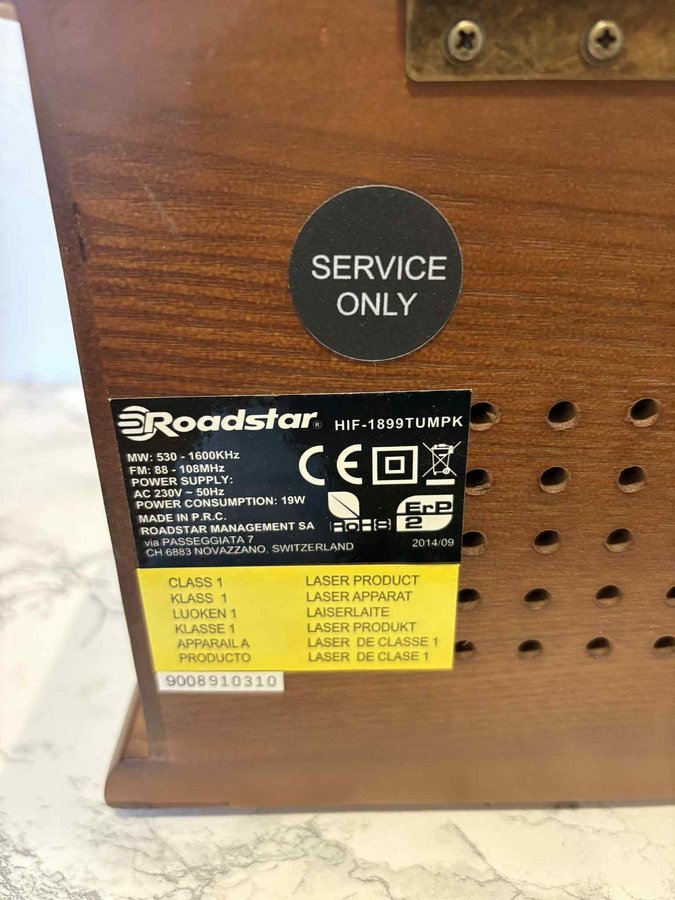 SERVICE
ONLY
Roadstar® HIF-1899TUMPK
MW: 530 - 1600KHz
FM: 88 - 108MHz
POWER SUPPLY:
AC 230V ~ 50Hz
POWER CONSUMPTION: 19W
MADE IN P.R.C.
ROADSTAR MANAGEMENT SA
via PASSEGGIATA 7
CH 6883 NOVAZZANO. SWITZERLAND
CE
RoHS
ErP
2
2014/09
CLASS 1 LASER PRODUCT
KLASS 1 LASER APPARAT
LUOKEN 1 LAISERLAITE
KLASSE 1 LASER PRODUKT
APPARAIL A LASER DE CLASSE 1
PRODUCTO LASER DE CLASE 1
9008910310